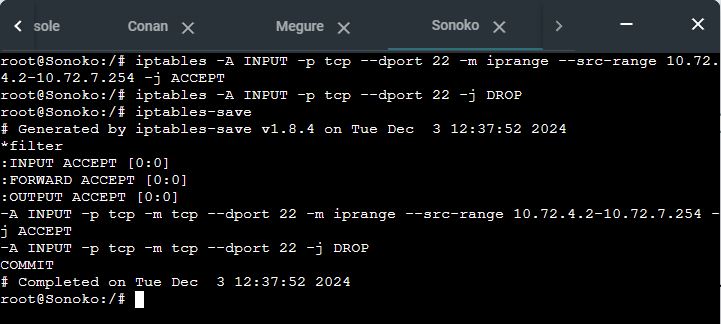 sole Conan Megure Sonoko
root@Sonoko:/# iptables -A INPUT -p tcp --dport 22 -m iprange --src-range 10.72.
4.2-10.72.7.254 -j ACCEPT
root@Sonoko:/# iptables -A INPUT -p tcp --dport 22 -j DROP
root@Sonoko:/# iptables-save
# Generated by iptables-save v1.8.4 on Tue Dec  3 12:37:52 2024
*filter
:INPUT ACCEPT [0:0]
:FORWARD ACCEPT [0:0]
:OUTPUT ACCEPT [0:0]
-A INPUT -p tcp -m tcp --dport 22 -m iprange --src-range 10.72.4.2-10.72.7.254 -
j ACCEPT
-A INPUT -p tcp -m tcp --dport 22 -j DROP
COMMIT
# Completed on Tue Dec  3 12:37:52 2024
root@Sonoko:/#